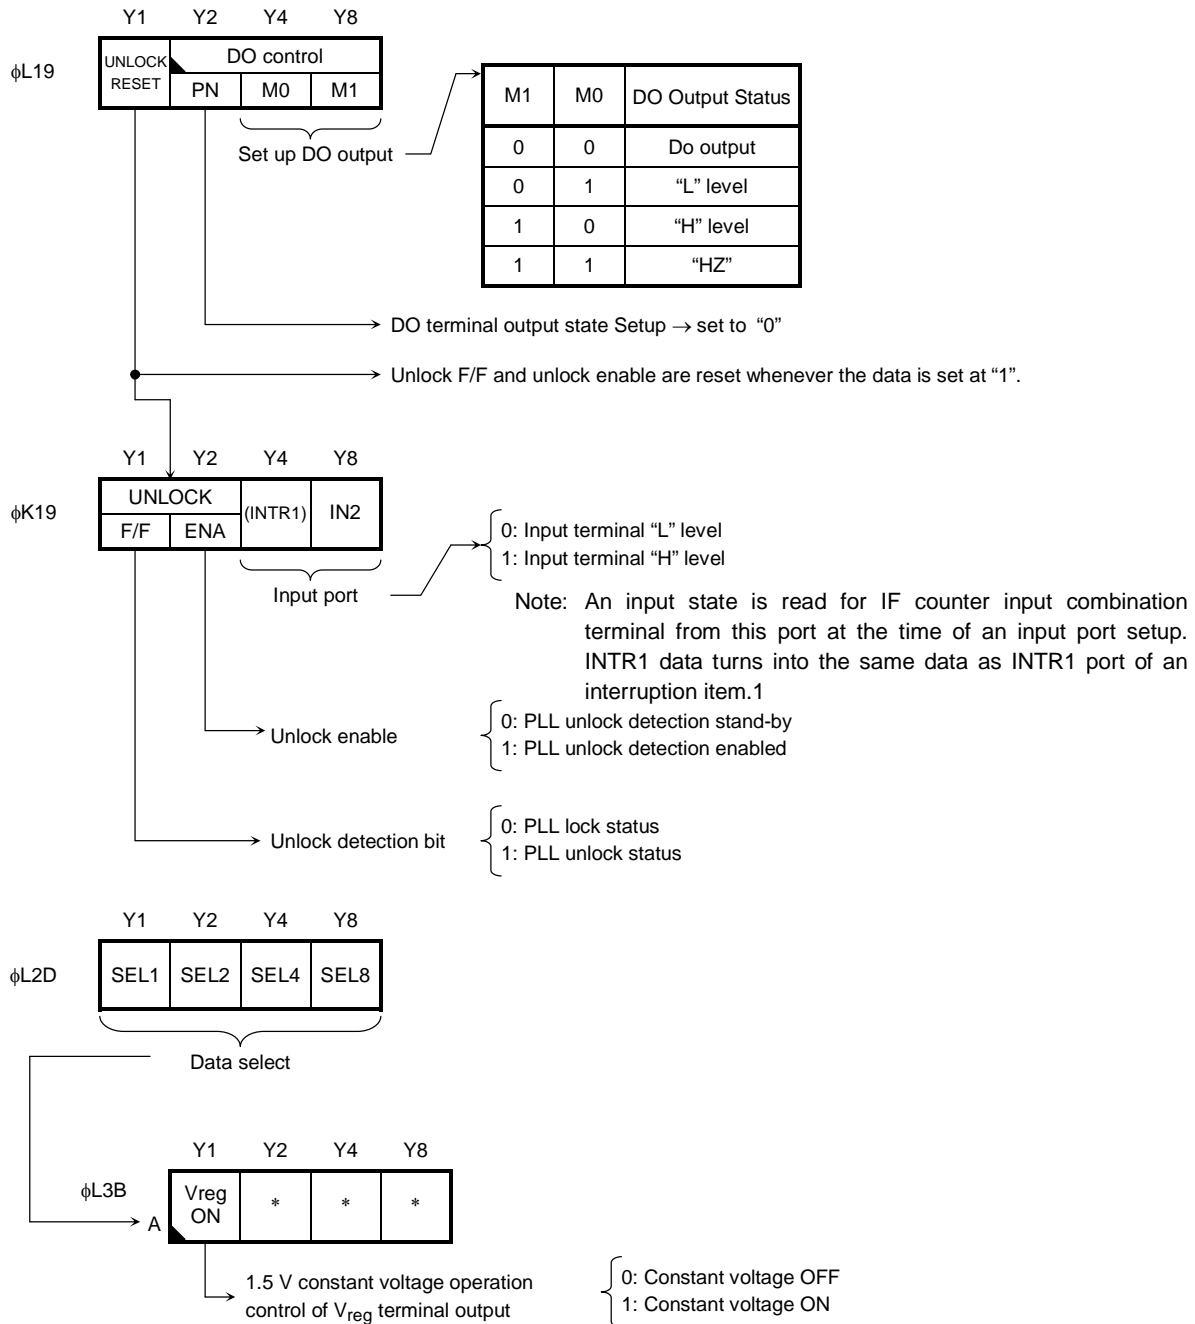 Y1 Y2 Y4 Y8
ϕL19
UNLOCK RESET
DO control
PN M0 M1
Set up DO output
M1 M0 DO Output Status
0 0 Do output
0 1 “L” level
1 0 “H” level
1 1 “HZ”
DO terminal output state Setup → set to “0”
Unlock F/F and unlock enable are reset whenever the data is set at “1”.
Y1 Y2 Y4 Y8
ϕK19
UNLOCK
F/F ENA (INTR1) IN2
Input port
0: Input terminal “L” level
1: Input terminal “H” level
Note: An input state is read for IF counter input combination
terminal from this port at the time of an input port setup.
INTR1 data turns into the same data as INTR1 port of an
interruption item.1
Unlock enable
0: PLL unlock detection stand-by
1: PLL unlock detection enabled
Unlock detection bit
0: PLL lock status
1: PLL unlock status
Y1 Y2 Y4 Y8
ϕL2D
SEL1 SEL2 SEL4 SEL8
Data select
Y1 Y2 Y4 Y8
ϕL3B
A
Vreg ON * * *
1.5 V constant voltage operation
control of Vreg terminal output
0: Constant voltage OFF
1: Constant voltage ON